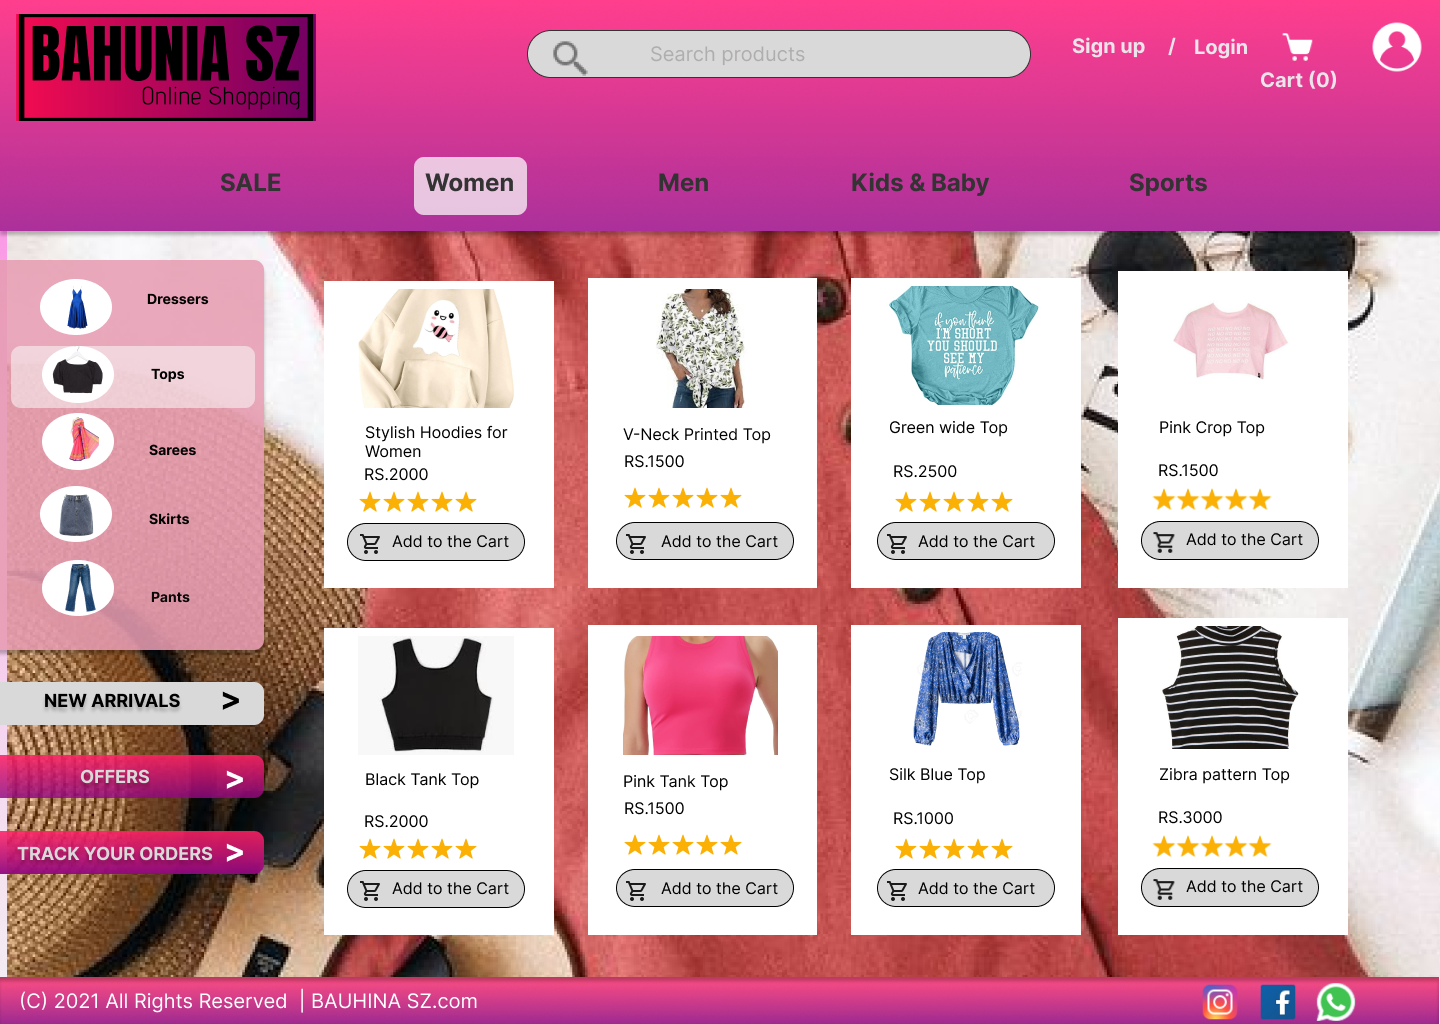 BAHUNIA SZ
Online Shopping
Search products
Sign up / Login
Cart (0)
SALE
Women
Men
Kids & Baby
Sports
Dressers
Tops
Sarees
Skirts
Pants
NEW ARRIVALS >
OFFERS >
TRACK YOUR ORDERS >
Stylish Hoodies for
Women
RS.2000
Add to the Cart
V-Neck Printed Top
RS.1500
Add to the Cart
if you think
I'M SHORT
YOU SHOULD
SEE MY
patience
Green wide Top
RS.2500
Add to the Cart
Pink Crop Top
RS.1500
Add to the Cart
Black Tank Top
RS.2000
Add to the Cart
Pink Tank Top
RS.1500
Add to the Cart
Silk Blue Top
RS.1000
Add to the Cart
Zibra pattern Top
RS.3000
Add to the Cart
(C) 2021 All Rights Reserved | BAUHINA SZ.com